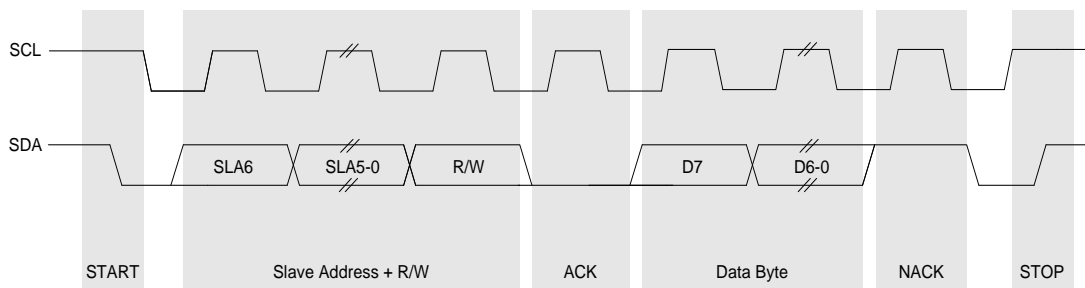 SCL
SDA
SLA6 SLA5-0 R/W D7 D6-0
START Slave Address + R/W ACK Data Byte NACK STOP